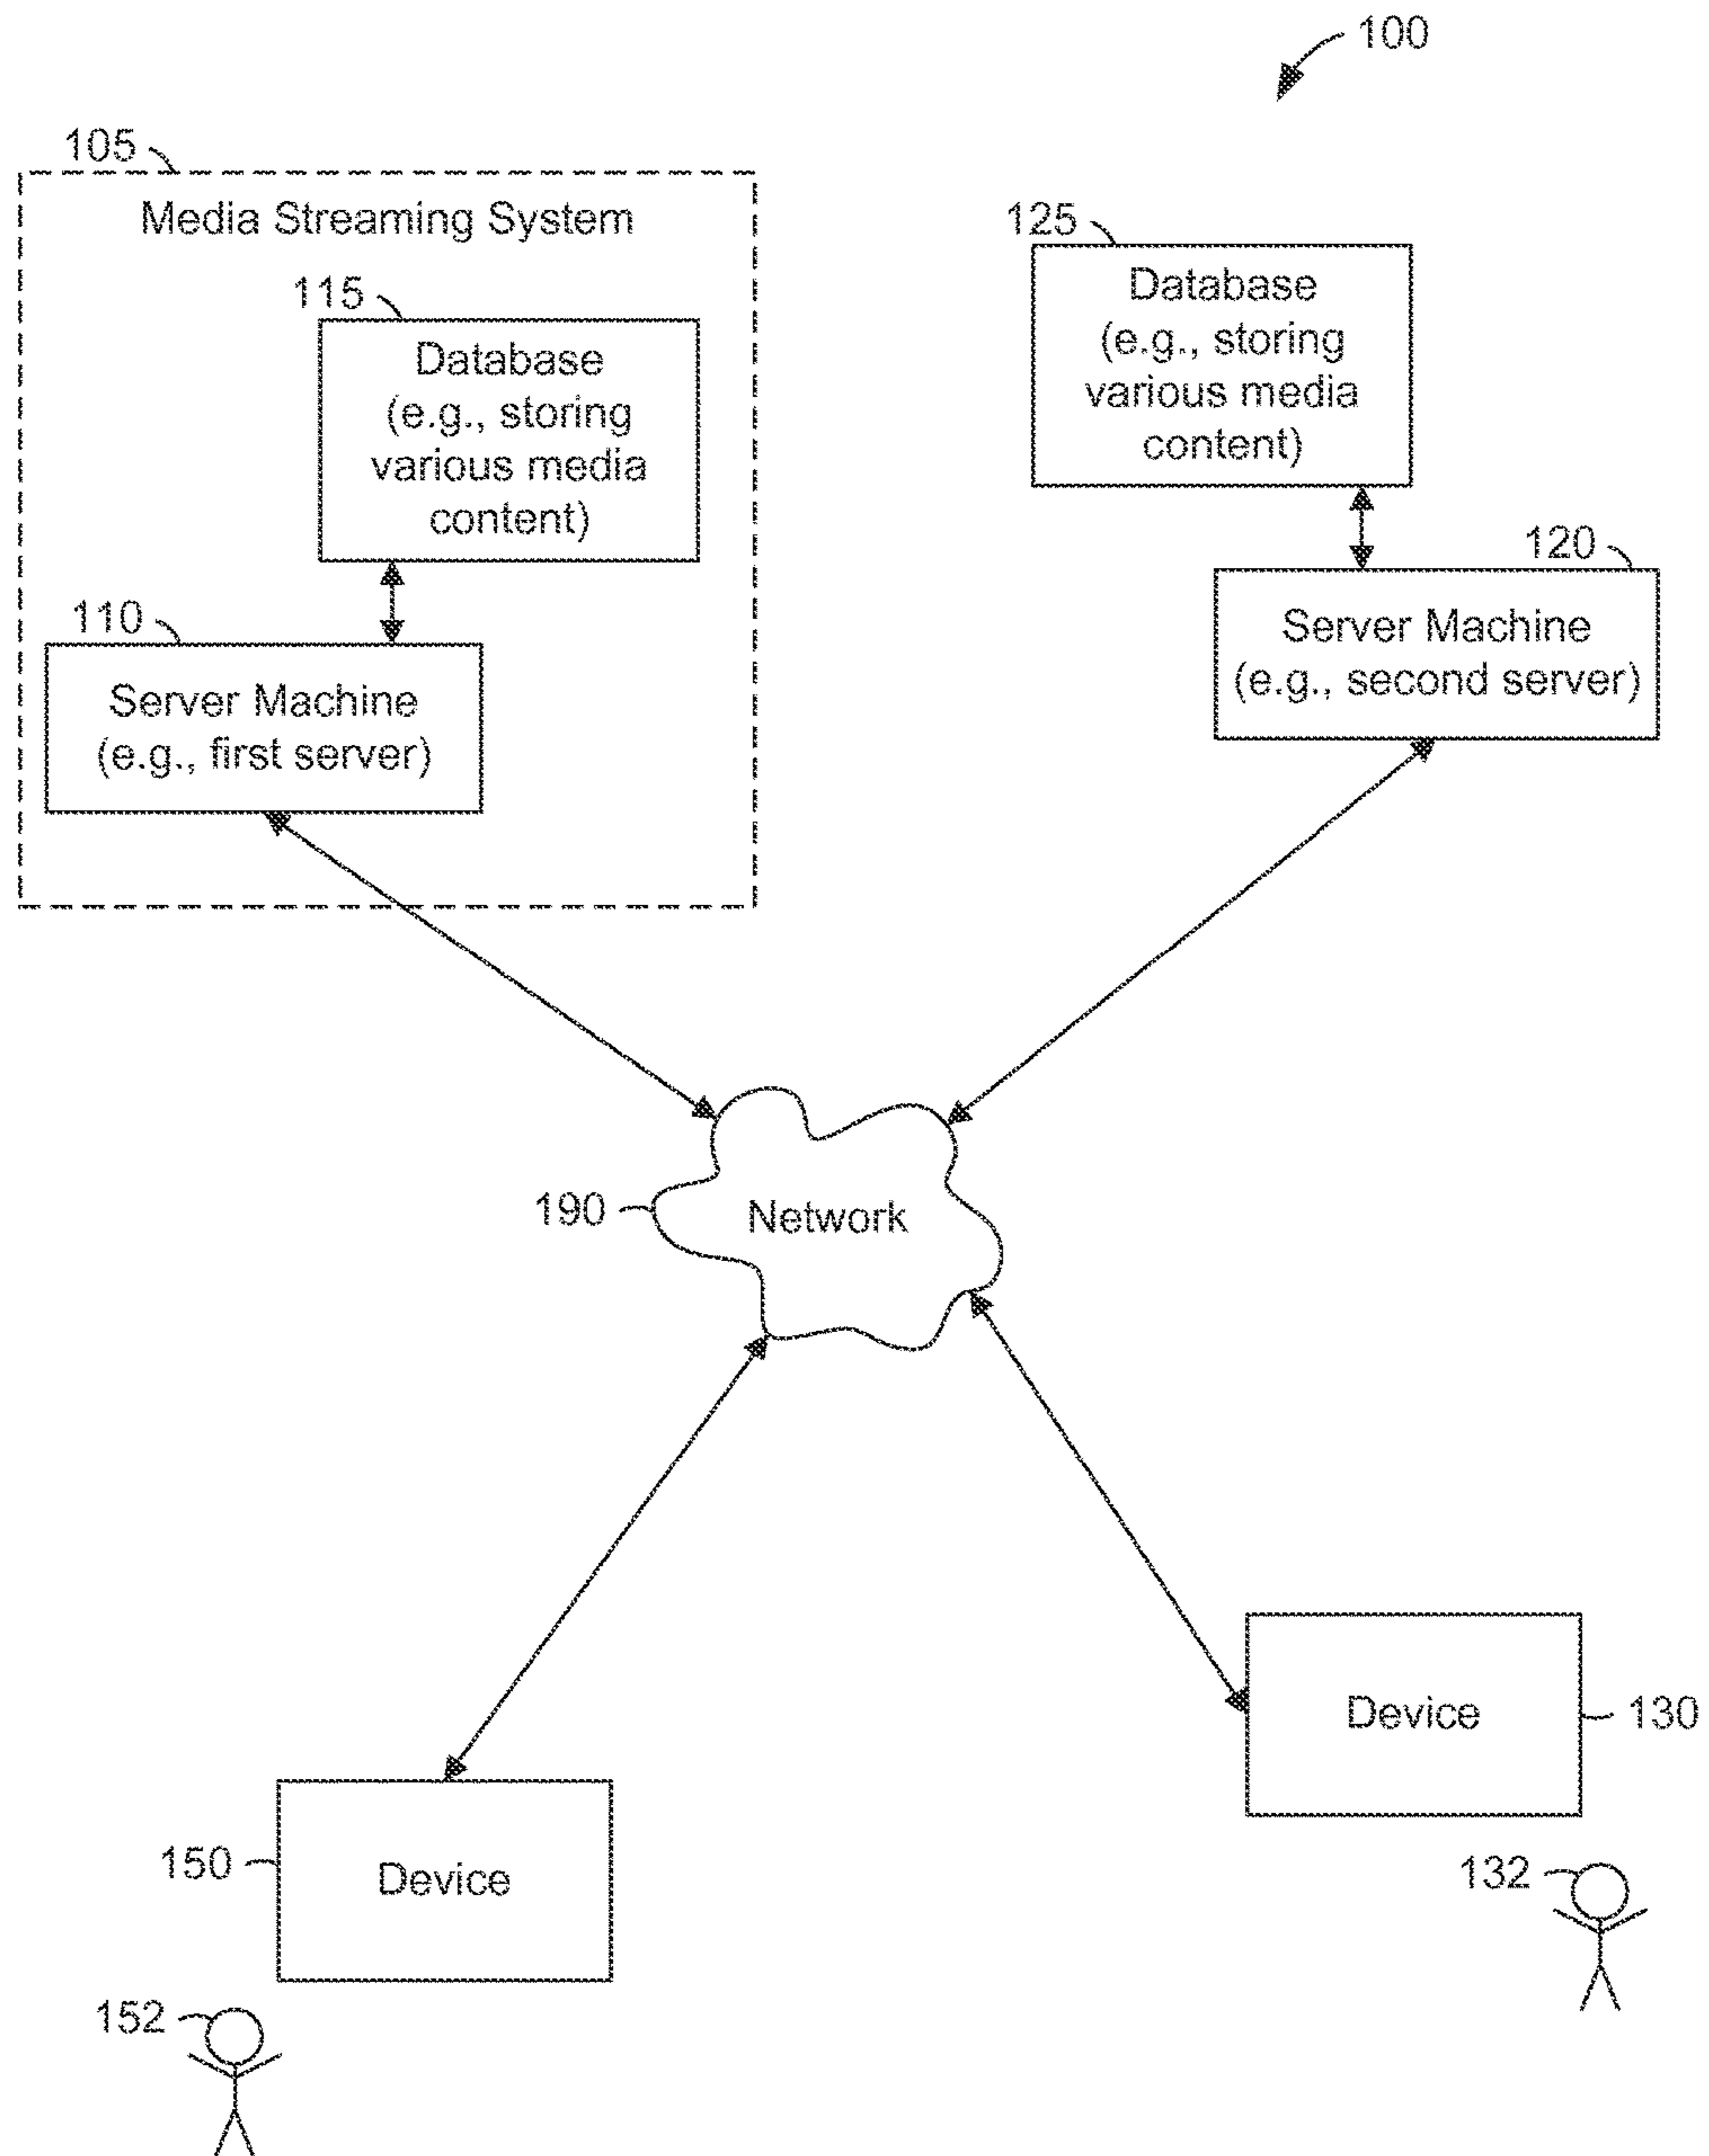 100
105
Media Streaming System
115
Database
(e.g., storing
various media
content)
110
Server Machine
(e.g., first server)
125
Database
(e.g., storing
various media
content)
120
Server Machine
(e.g., second server)
190
Network
Device
130
150
Device
132
152